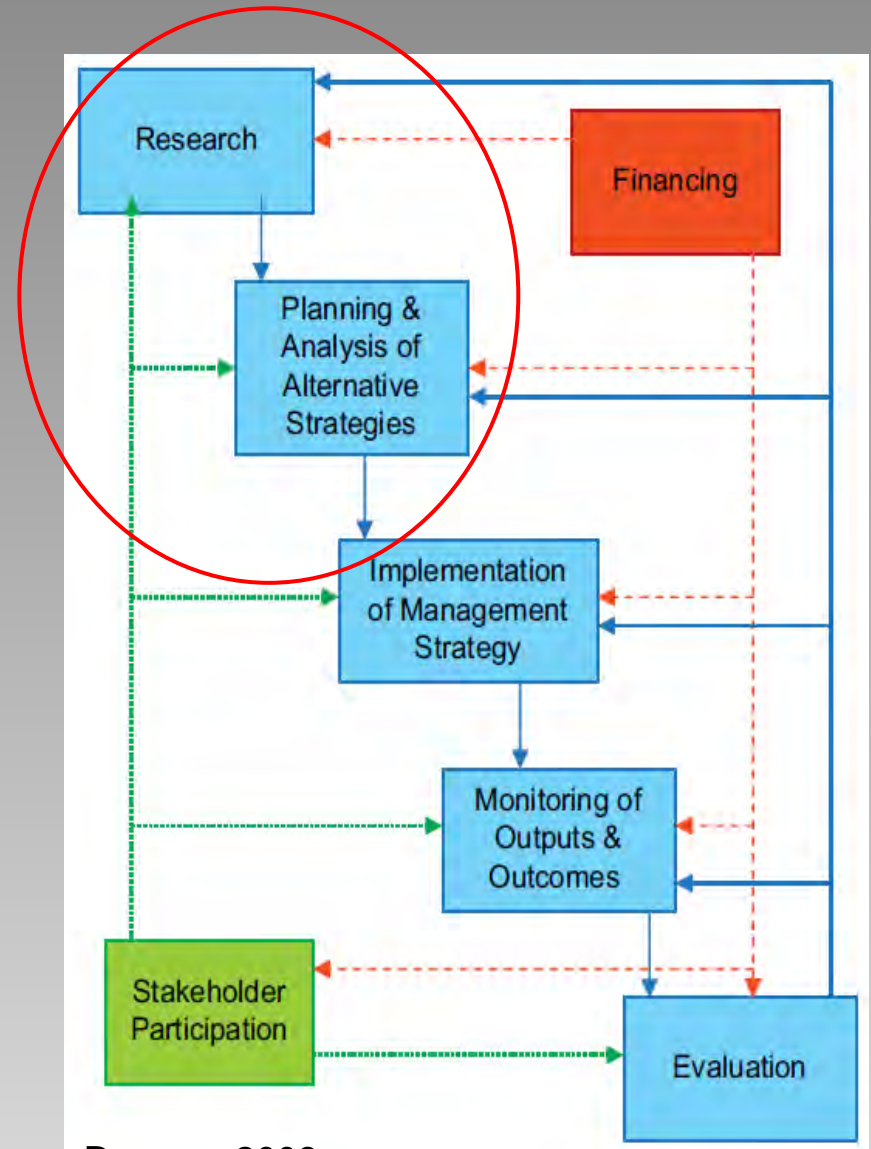 Research
Financing
Planning &
Analysis of
Alternative
Strategies
Implementation
of Management
Strategy
Monitoring of
Outputs &
Outcomes
Stakeholder
Participation
Evaluation